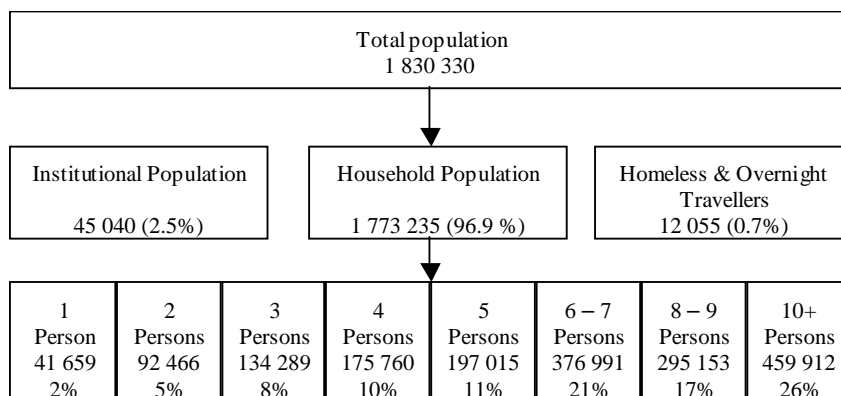 Total population
1 830 330
Institutional Population
45 040 (2.5%)
Household Population
1 773 235 (96.9 %)
Homeless & Overnight
Travellers
12 055 (0.7%)
1
Person
41 659
2%
2
Persons
92 466
5%
3
Persons
134 289
8%
4
Persons
175 760
10%
5
Persons
197 015
11%
6 – 7
Persons
376 991
21%
8 – 9
Persons
295 153
17%
10+
Persons
459 912
26%